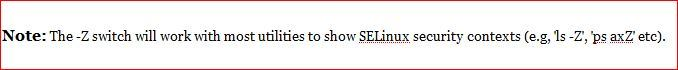 Note: The -Z switch will work with most utilities to show SELinux security contexts (e.g, 'ls -Z', 'ps axZ' etc).